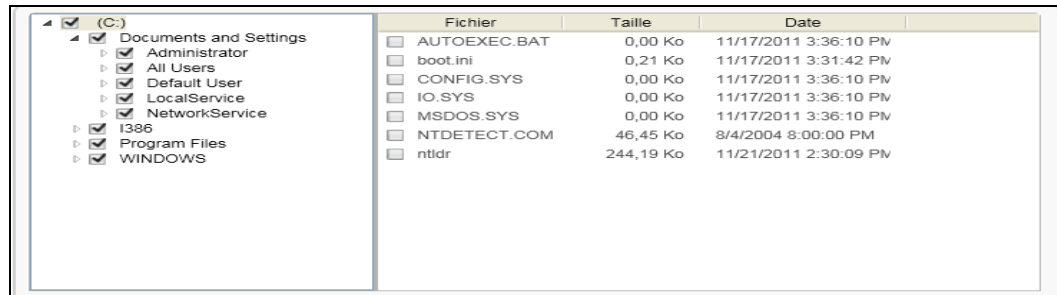 (C:)
Documents and Settings
Administrator
All Users
Default User
LocalService
NetworkService
I386
Program Files
WINDOWS
Fichier Taille Date
AUTOEXEC.BAT 0,00 Ko 11/17/2011 3:36:10 PM
boot.ini 0,21 Ko 11/17/2011 3:31:42 PM
CONFIG.SYS 0,00 Ko 11/17/2011 3:36:10 PM
IO.SYS 0,00 Ko 11/17/2011 3:36:10 PM
MSDOS.SYS 0,00 Ko 11/17/2011 3:36:10 PM
NTDETECT.COM 46,45 Ko 8/4/2004 8:00:00 PM
ntldr 244,19 Ko 11/21/2011 2:30:09 PM